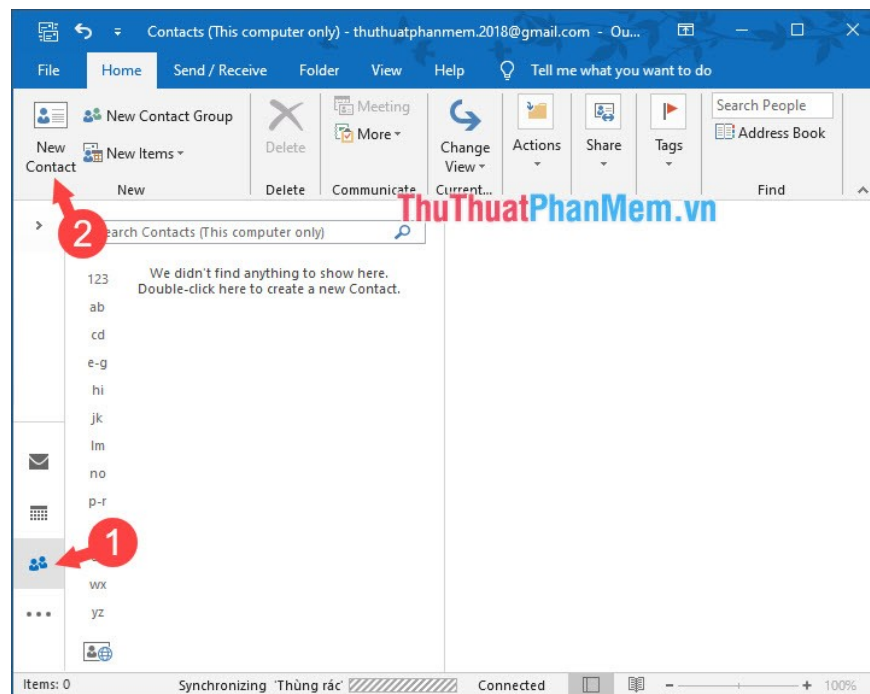 Contacts (This computer only) - thuthuatphanmem.2018@gmail.com - Ou...
File Home Send / Receive Folder View Help Tell me what you want to do
New Contact
New Contact Group
New Items
New
Delete
Delete
Meeting
More
Communicate
Change View
Current...
Actions
Share
Tags
Search People
Address Book
Find
ThuThuatPhanMem.vn
2
earch Contacts (This computer only)
We didn't find anything to show here.
Double-click here to create a new Contact.
123
ab
cd
e-g
hi
jk
lm
no
p-r
1
wx
yz
Items: 0 Synchronizing 'Thùng rác' Connected 100%